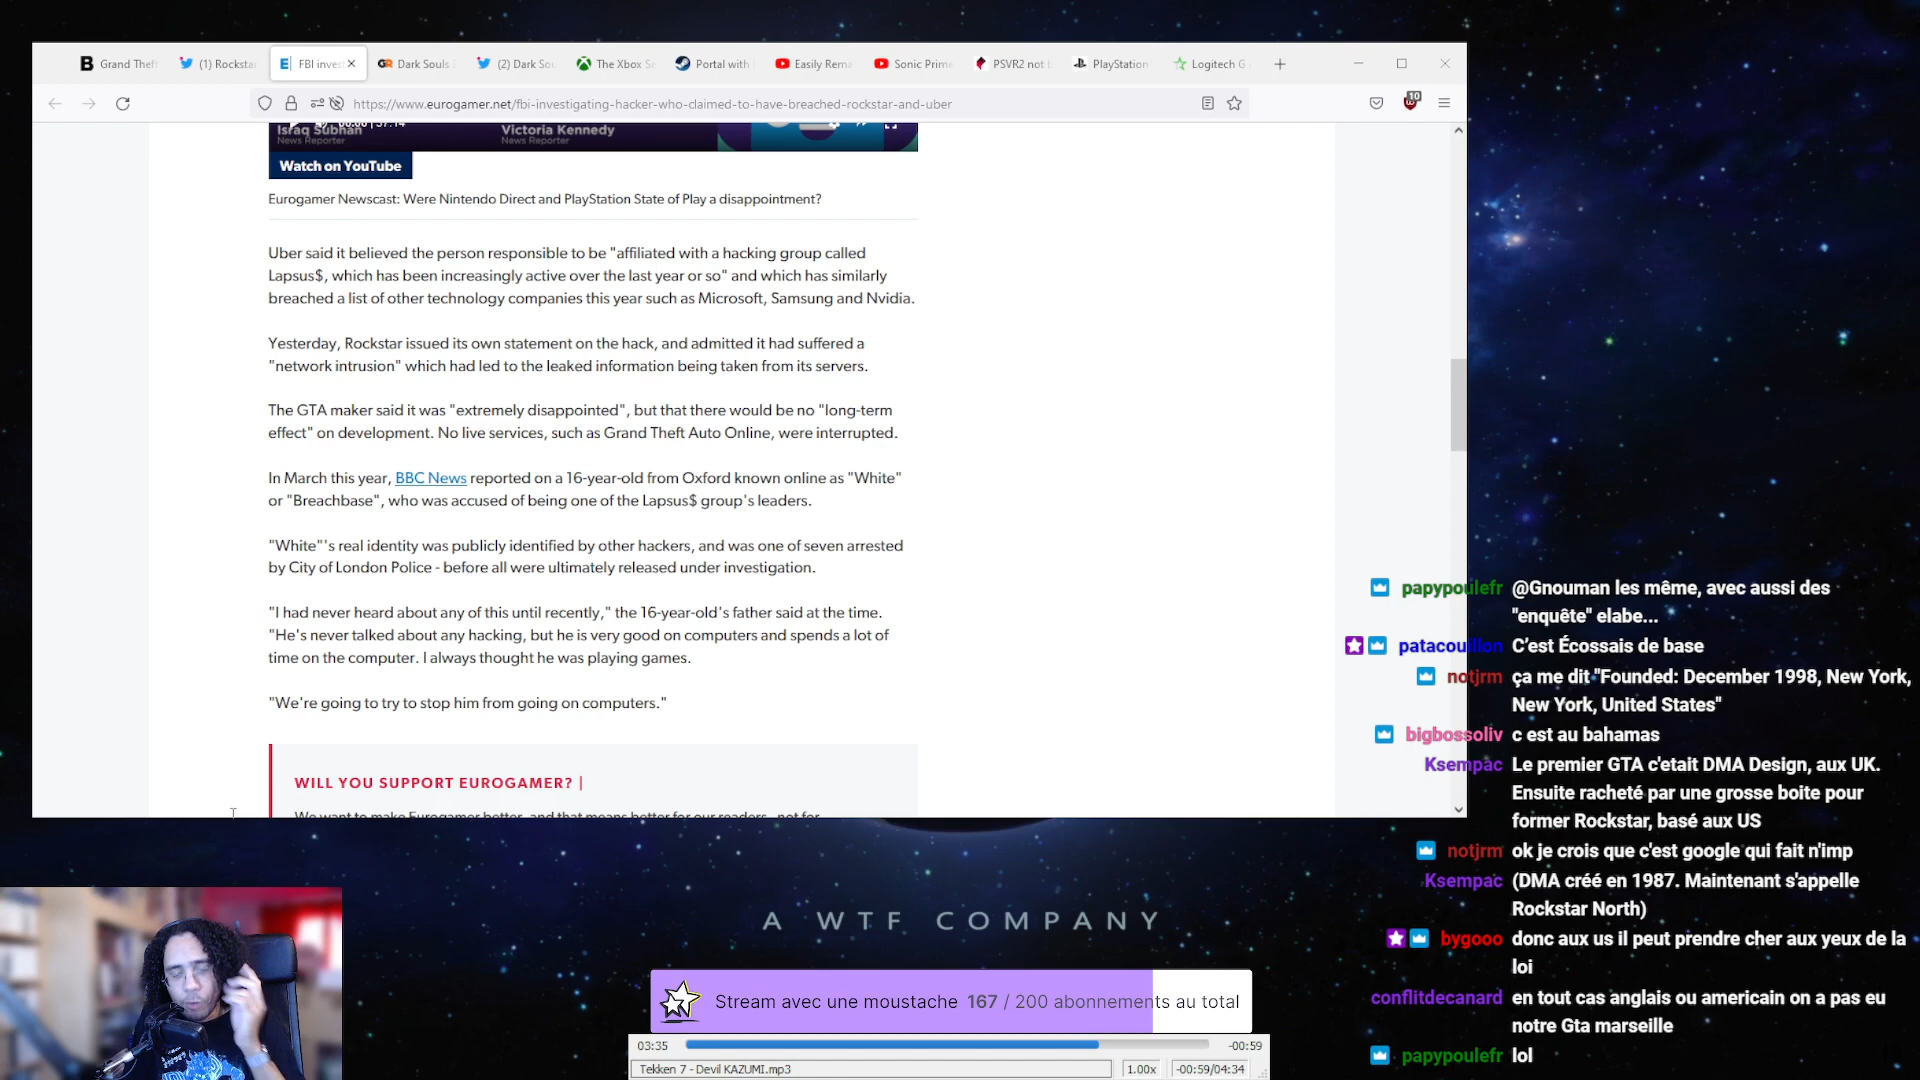 Grand Thef
(1) Rocksta
FBI inves
Dark Souls
(2) Dark Sou
The Xbox S
Portal with
Easily Rema
Sonic Prime
PSVR2 not b
PlayStation
Logitech G
https://www.eurogamer.net/fbi-investigating-hacker-who-claimed-to-have-breached-rockstar-and-uber
10
Israq Subhan
News Reporter
Victoria Kennedy
News Reporter
Watch on YouTube
Eurogamer Newscast: Were Nintendo Direct and PlayStation State of Play a disappointment?
Uber said it believed the person responsible to be "affiliated with a hacking group called
Lapsus$, which has been increasingly active over the last year or so" and which has similarly
breached a list of other technology companies this year such as Microsoft, Samsung and Nvidia.
Yesterday, Rockstar issued its own statement on the hack, and admitted it had suffered a
"network intrusion" which had led to the leaked information being taken from its servers.
The GTA maker said it was "extremely disappointed", but that there would be no "long-term
effect" on development. No live services, such as Grand Theft Auto Online, were interrupted.
In March this year, BBC News reported on a 16-year-old from Oxford known online as "White"
or "Breachbase", who was accused of being one of the Lapsus$ group's leaders.
"White"'s real identity was publicly identified by other hackers, and was one of seven arrested
by City of London Police - before all were ultimately released under investigation.
"I had never heard about any of this until recently," the 16-year-old's father said at the time.
"He's never talked about any hacking, but he is very good on computers and spends a lot of
time on the computer. I always thought he was playing games.
"We're going to try to stop him from going on computers."
WILL YOU SUPPORT EUROGAMER? |
We want to make Eurogamer better, and that means better for our readers - not for
papypoulefr @Gnouman les même, avec aussi des
"enquête" elabe...
patacouillon C'est Écossais de base
notjrm ça me dit "Founded: December 1998, New York,
New York, United States"
bigbossoliv c est au bahamas
Ksempac Le premier GTA c'etait DMA Design, aux UK.
Ensuite racheté par une grosse boite pour
former Rockstar, basé aux US
notjrm ok je crois que c'est google qui fait n'imp
Ksempac (DMA créé en 1987. Maintenant s'appelle
Rockstar North)
bygooo donc aux us il peut prendre cher aux yeux de la
loi
conflitdecanard en tout cas anglais ou americain on a pas eu
notre Gta marseille
papypoulefr lol
A WTF COMPANY
Stream avec une moustache 167 / 200 abonnements au total
03:35
-00:59
Tekken 7 - Devil KAZUMI.mp3
1.00x
-00:59/04:34